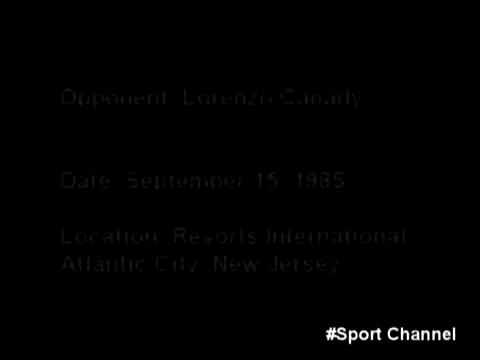 Opponent: Lorenzo Canady
Date: September 15, 1985
Location: Resorts International
Atlantic City, New Jersey
#Sport Channel